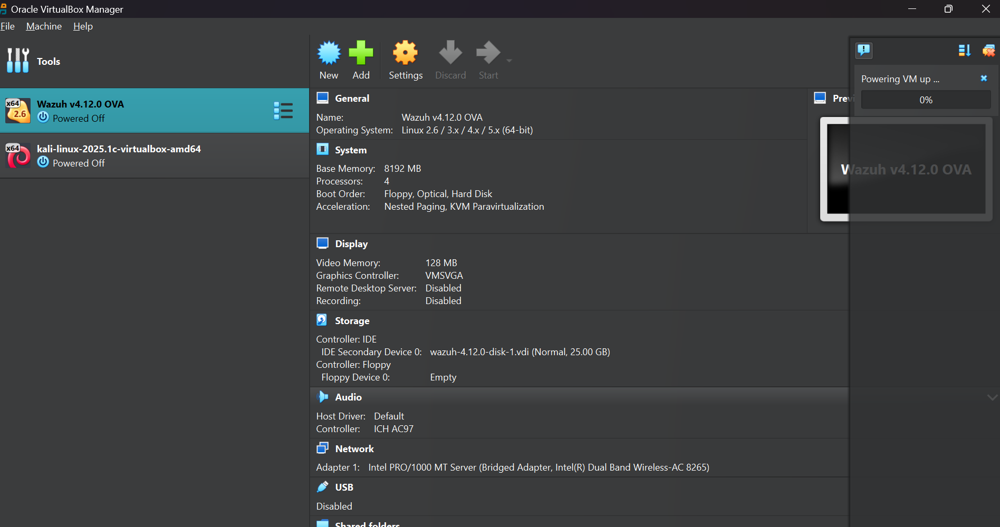 Oracle VirtualBox Manager
File Machine Help
Tools
New Add Settings Discard Start
Powering VM up ...
0%
x64
2.6
Wazuh v4.12.0 OVA
Powered Off
x64
kali-linux-2025.1c-virtualbox-amd64
Powered Off
General
Name: Wazuh v4.12.0 OVA
Operating System: Linux 2.6 / 3.x / 4.x / 5.x (64-bit)
Previ
Wazuh v4.12.0 OVA
System
Base Memory: 8192 MB
Processors: 4
Boot Order: Floppy, Optical, Hard Disk
Acceleration: Nested Paging, KVM Paravirtualization
Display
Video Memory: 128 MB
Graphics Controller: VMSVGA
Remote Desktop Server: Disabled
Recording: Disabled
Storage
Controller: IDE
IDE Secondary Device 0: wazuh-4.12.0-disk-1.vdi (Normal, 25.00 GB)
Controller: Floppy
Floppy Device 0: Empty
Audio
Host Driver: Default
Controller: ICH AC97
Network
Adapter 1: Intel PRO/1000 MT Server (Bridged Adapter, Intel(R) Dual Band Wireless-AC 8265)
USB
Disabled
Shared folders